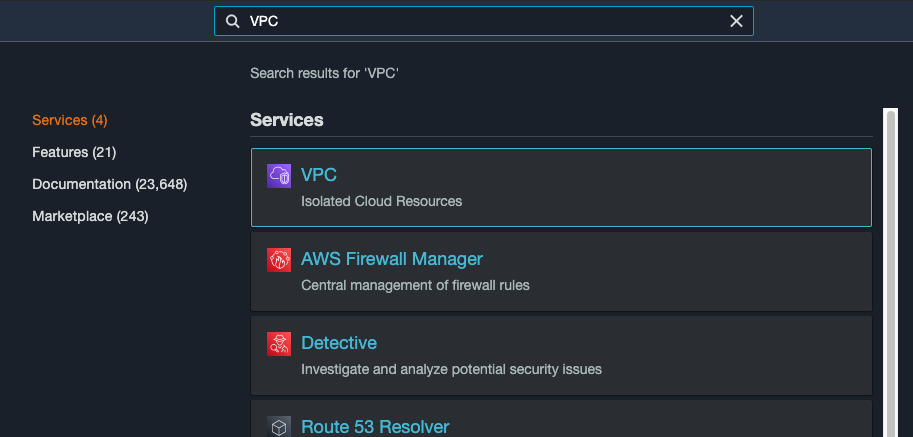 VPC
Search results for 'VPC'
Services (4)
Features (21)
Documentation (23,648)
Marketplace (243)
Services
VPC
Isolated Cloud Resources
AWS Firewall Manager
Central management of firewall rules
Detective
Investigate and analyze potential security issues
Route 53 Resolver